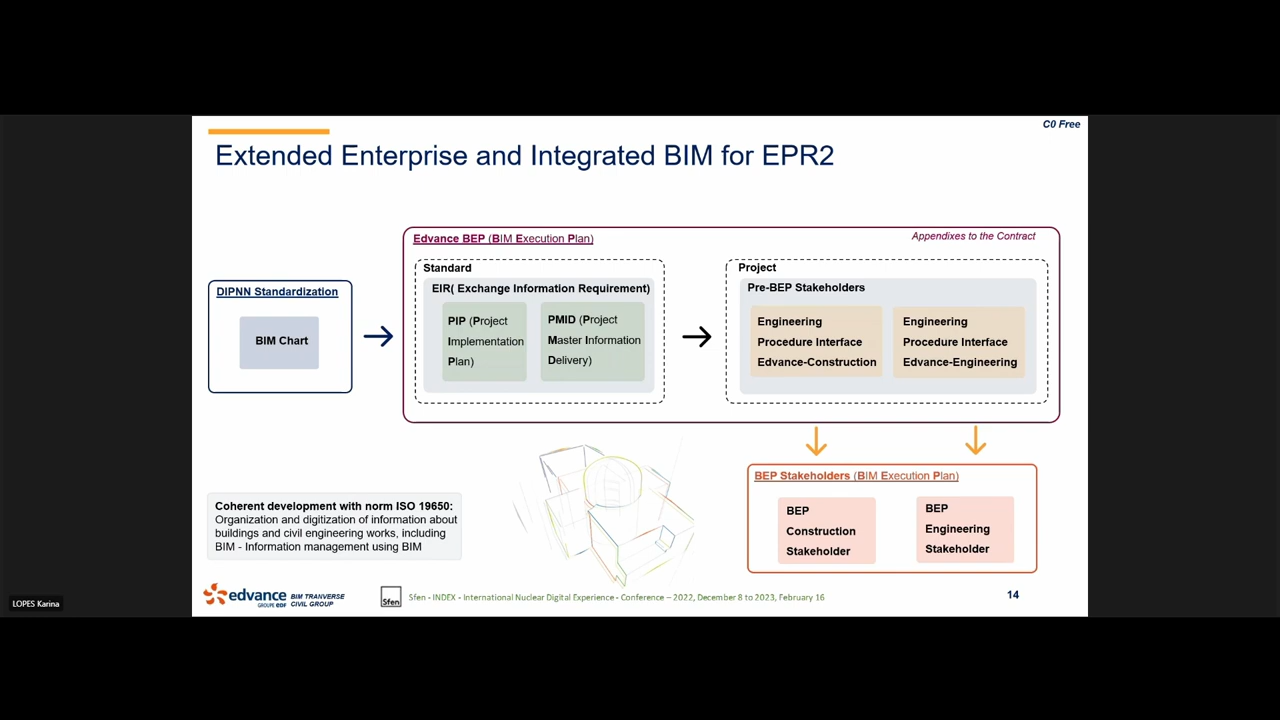 C0 Free
Extended Enterprise and Integrated BIM for EPR2
Edvance BEP (BIM Execution Plan)
Appendixes to the Contract
DIPNN Standardization
BIM Chart
Standard
EIR( Exchange Information Requirement)
PIP (Project
Implementation
Plan)
PMID (Project
Master Information
Delivery)
Project
Pre-BEP Stakeholders
Engineering
Procedure Interface
Edvance-Construction
Engineering
Procedure Interface
Edvance-Engineering
BEP Stakeholders (BIM Execution Plan)
BEP
Construction
Stakeholder
BEP
Engineering
Stakeholder
Coherent development with norm ISO 19650:
Organization and digitization of information about
buildings and civil engineering works, including
BIM - Information management using BIM
edvance
GROUPE EDF
BIM TRANVERSE
CIVIL GROUP
Sfen
Sfen - INDEX - International Nuclear Digital Experience - Conference – 2022, December 8 to 2023, February 16
14
LOPES Karina